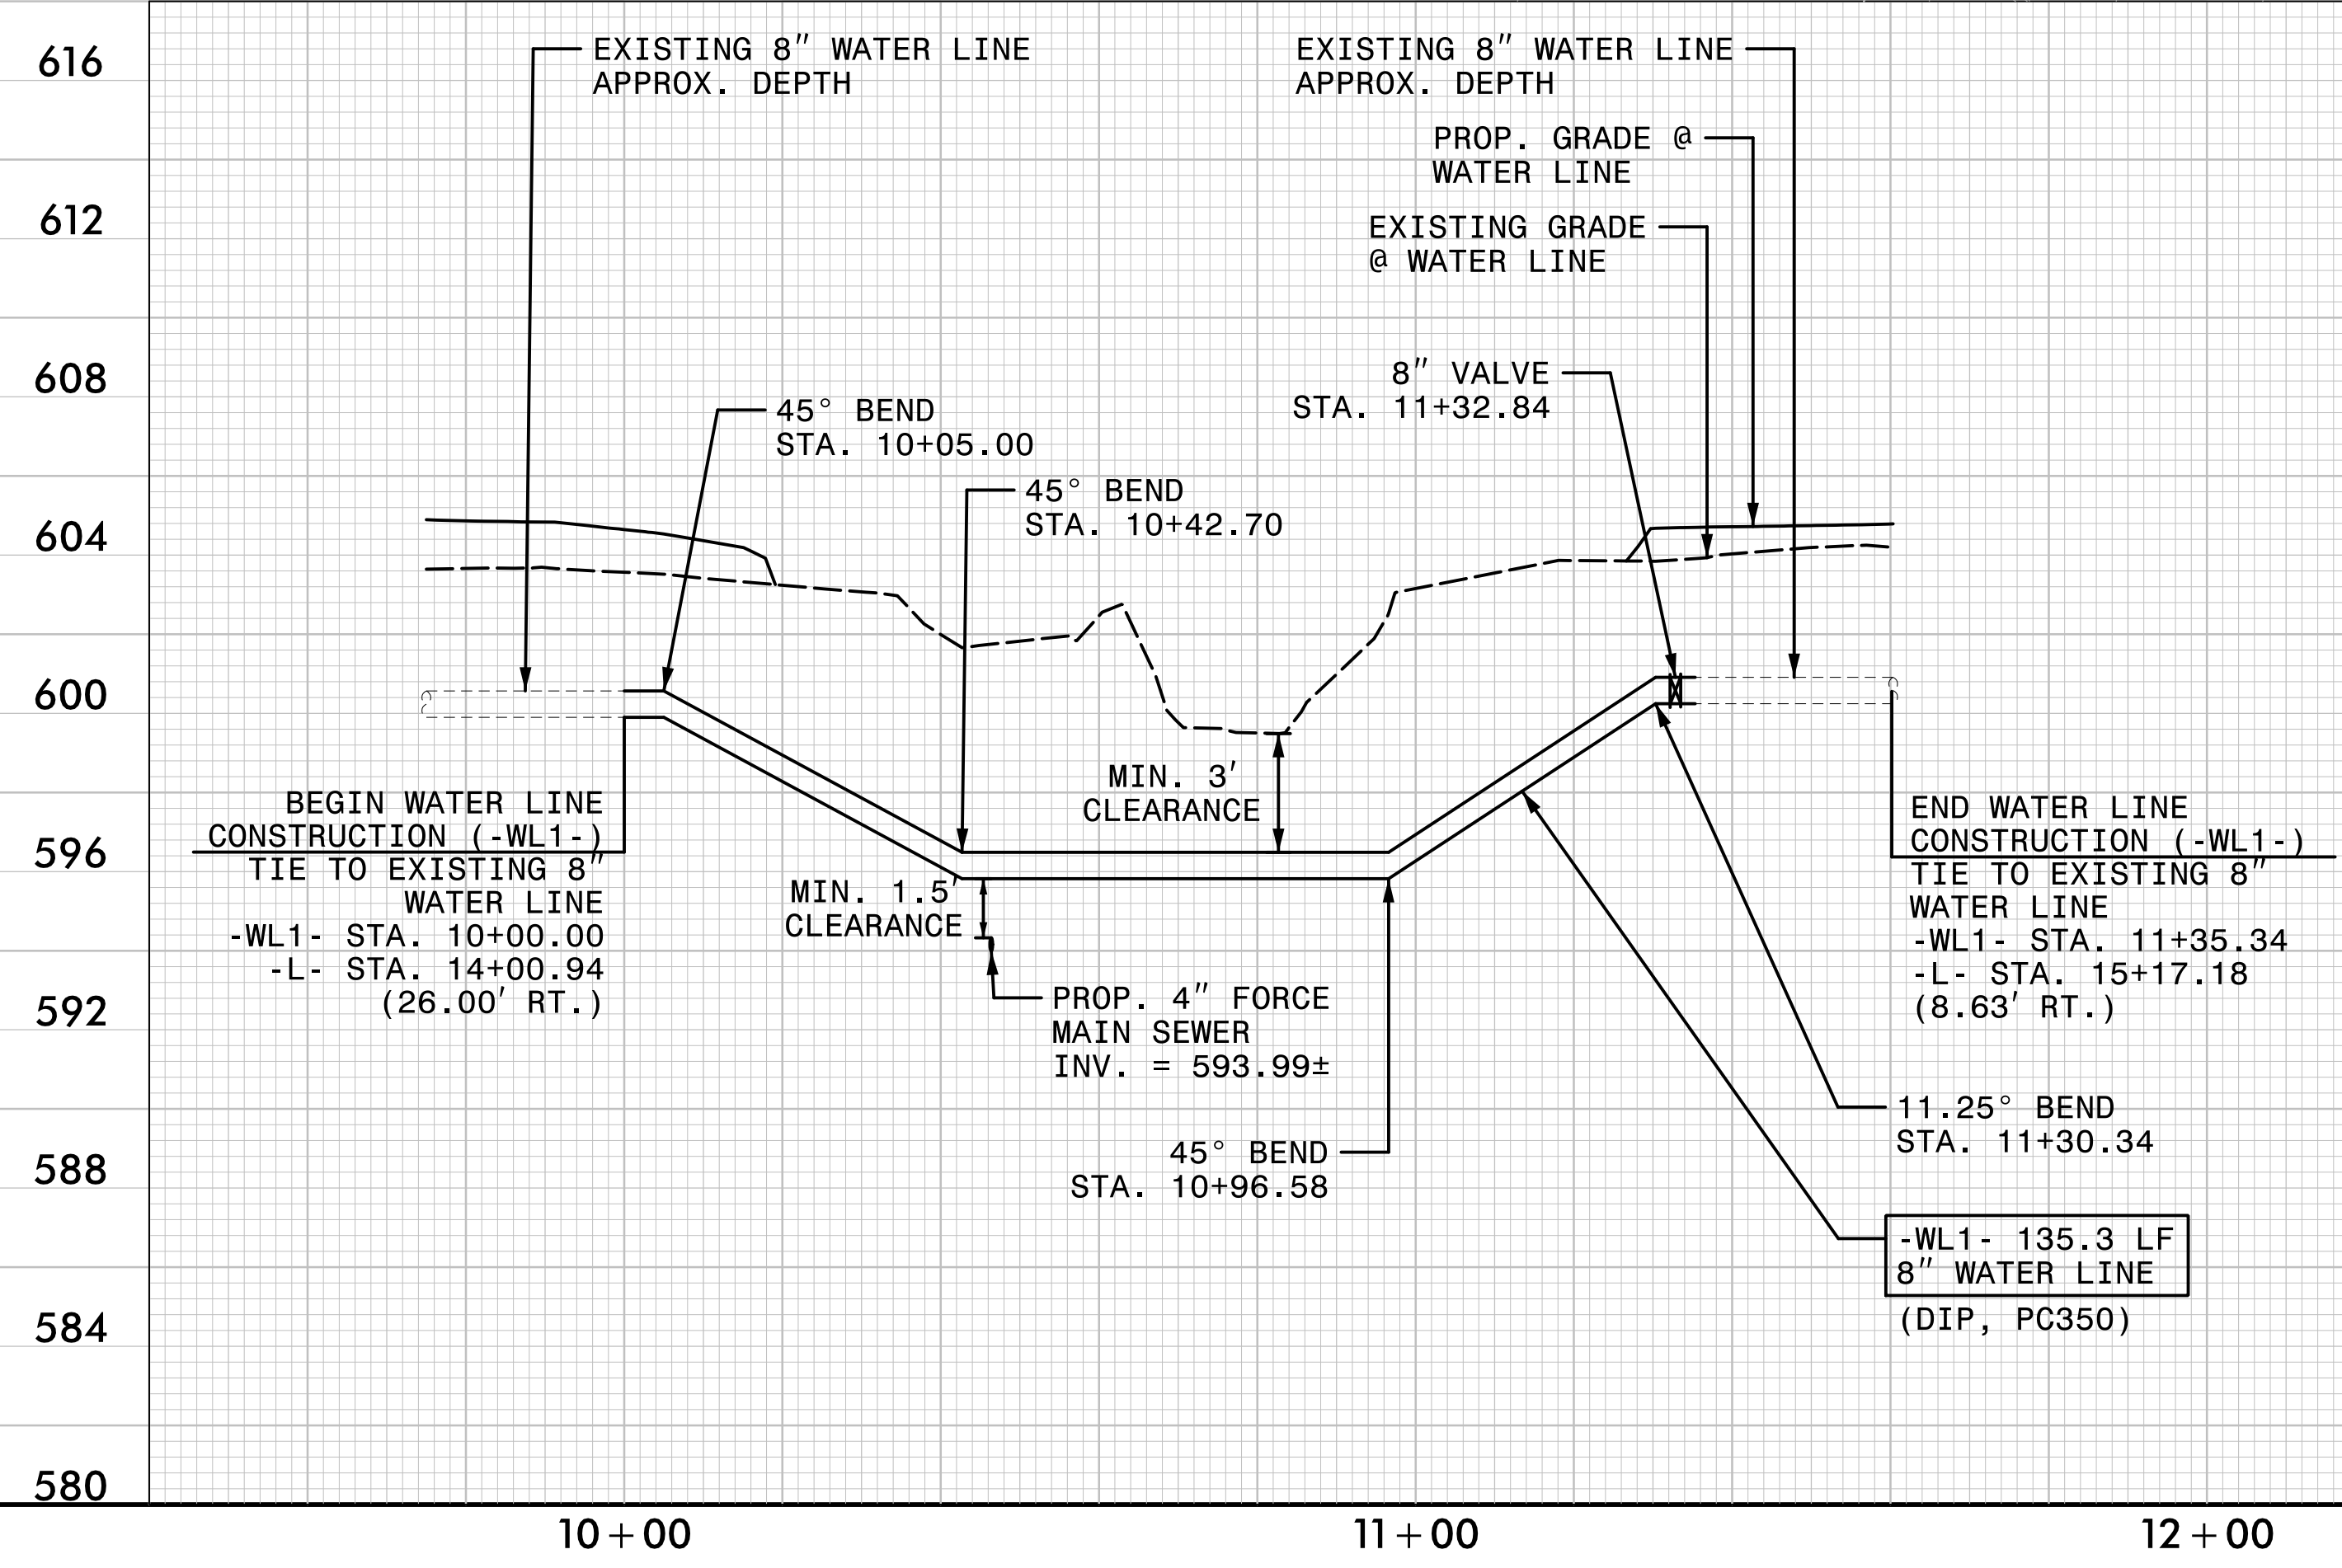 616
612
608
604
600
596
592
588
584
580
EXISTING 8" WATER LINE
APPROX. DEPTH
EXISTING 8" WATER LINE
APPROX. DEPTH
PROP. GRADE @
WATER LINE
EXISTING GRADE
@ WATER LINE
8" VALVE
STA. 11+32.84
45° BEND
STA. 10+05.00
45° BEND
STA. 10+42.70
MIN. 3'
CLEARANCE
BEGIN WATER LINE
CONSTRUCTION (-WL1-)
TIE TO EXISTING 8"
WATER LINE
-WL1- STA. 10+00.00
-L- STA. 14+00.94
(26.00' RT.)
MIN. 1.5'
CLEARANCE
PROP. 4" FORCE
MAIN SEWER
INV. = 593.99±
45° BEND
STA. 10+96.58
END WATER LINE
CONSTRUCTION (-WL1-)
TIE TO EXISTING 8"
WATER LINE
-WL1- STA. 11+35.34
-L- STA. 15+17.18
(8.63' RT.)
11.25° BEND
STA. 11+30.34
-WL1- 135.3 LF
8" WATER LINE
(DIP, PC350)
10+00
11+00
12+00